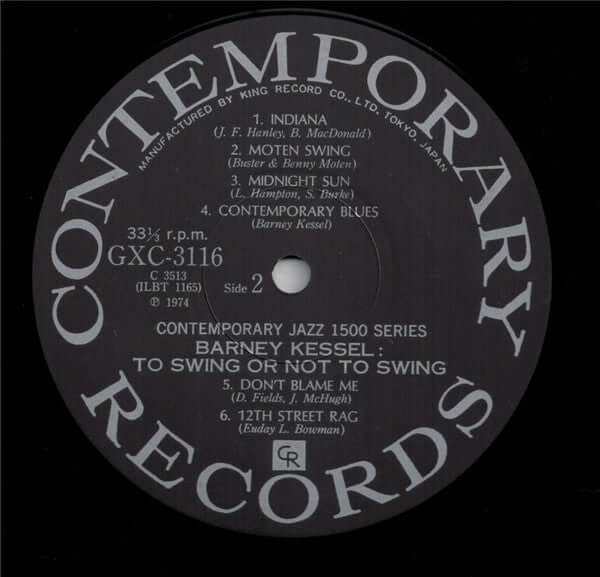 CONTEMPORARY
MANUFACTURED BY KING RECORD CO., LTD, TOKYO, JAPAN
1. INDIANA
(J. F. Hanley, B. MacDonald)
2. MOTEN SWING
(Buster & Benny Moten)
3. MIDNIGHT SUN
(L. Hampton, S. Burke)
4. CONTEMPORARY BLUES
(Barney Kessel)
33⅓ r.p.m.
GXC-3116
C 3513
(ILBT 1165)
℗ 1974
Side 2
CONTEMPORARY JAZZ 1500 SERIES
BARNEY KESSEL:
TO SWING OR NOT TO SWING
5. DON'T BLAME ME
(D. Fields, J. McHugh)
6. 12TH STREET RAG
(Euday L. Bowman)
CR
RECORDS